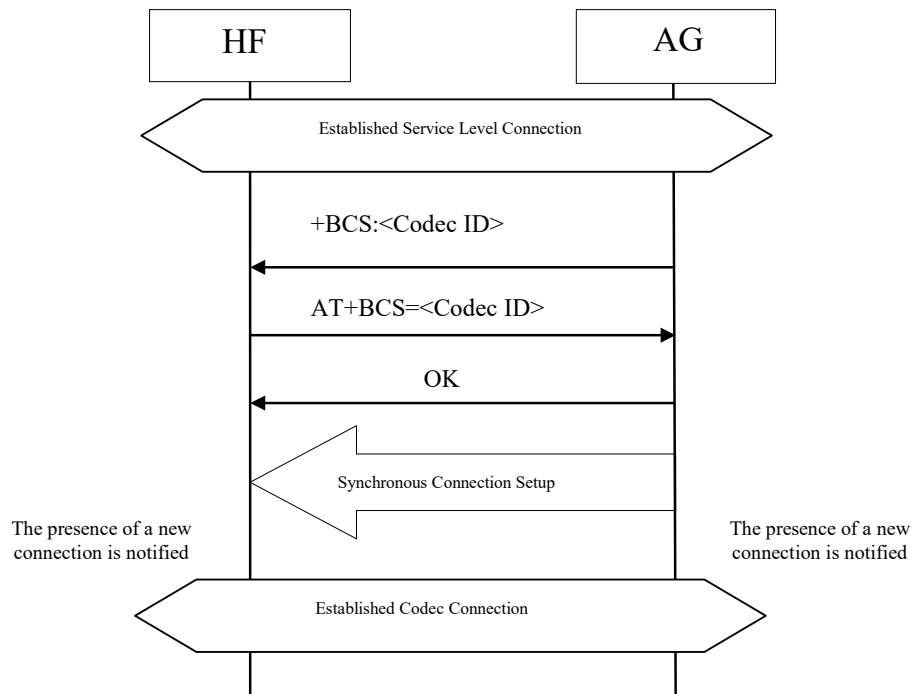 HF
AG
Established Service Level Connection
+BCS:<Codec ID>
AT+BCS=<Codec ID>
OK
Synchronous Connection Setup
The presence of a new
connection is notified
The presence of a new
connection is notified
Established Codec Connection